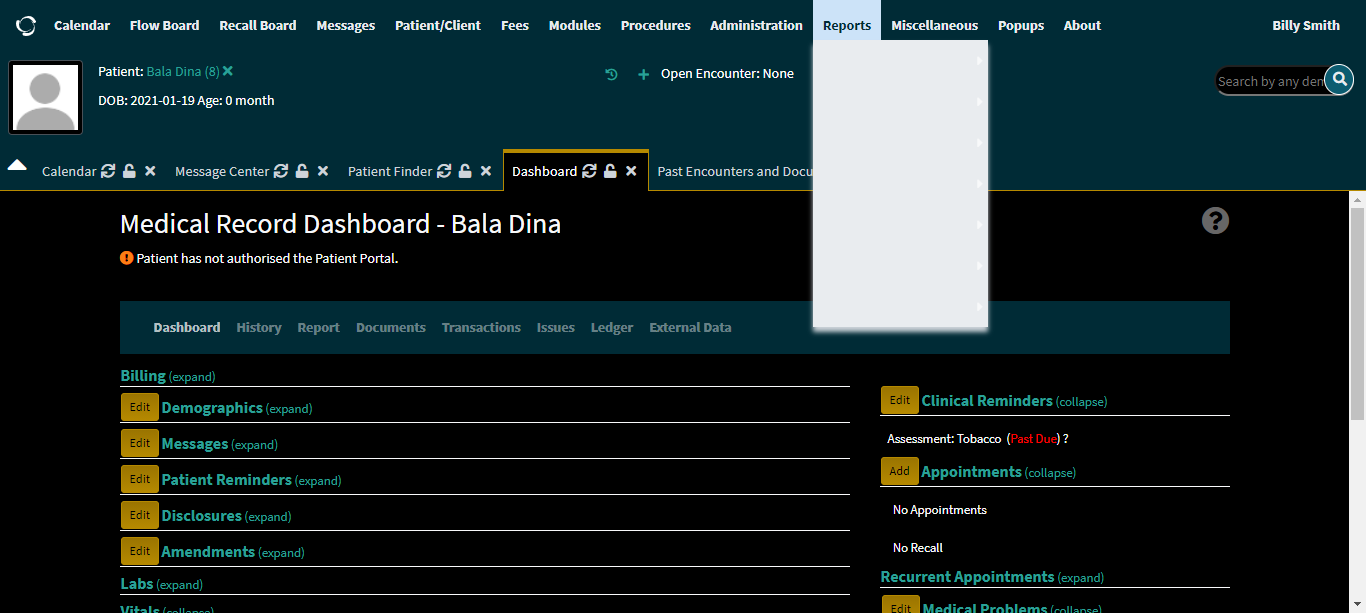 Calendar Flow Board Recall Board Messages Patient/Client Fees Modules Procedures Administration Reports Miscellaneous Popups About Billy Smith
Patient: Bala Dina (8)
Open Encounter: None
Search by any dem
DOB: 2021-01-19 Age: 0 month
Calendar Message Center Patient Finder Dashboard Past Encounters and Docu
Medical Record Dashboard - Bala Dina
Patient has not authorised the Patient Portal.
Dashboard History Report Documents Transactions Issues Ledger External Data
Billing (expand)
Edit Demographics (expand)
Edit Messages (expand)
Edit Patient Reminders (expand)
Edit Disclosures (expand)
Edit Amendments (expand)
Labs (expand)
Vitals (collapse)
Edit Clinical Reminders (collapse)
Assessment: Tobacco (Past Due) ?
Add Appointments (collapse)
No Appointments
No Recall
Recurrent Appointments (expand)
Edit Medical Problems (collapse)